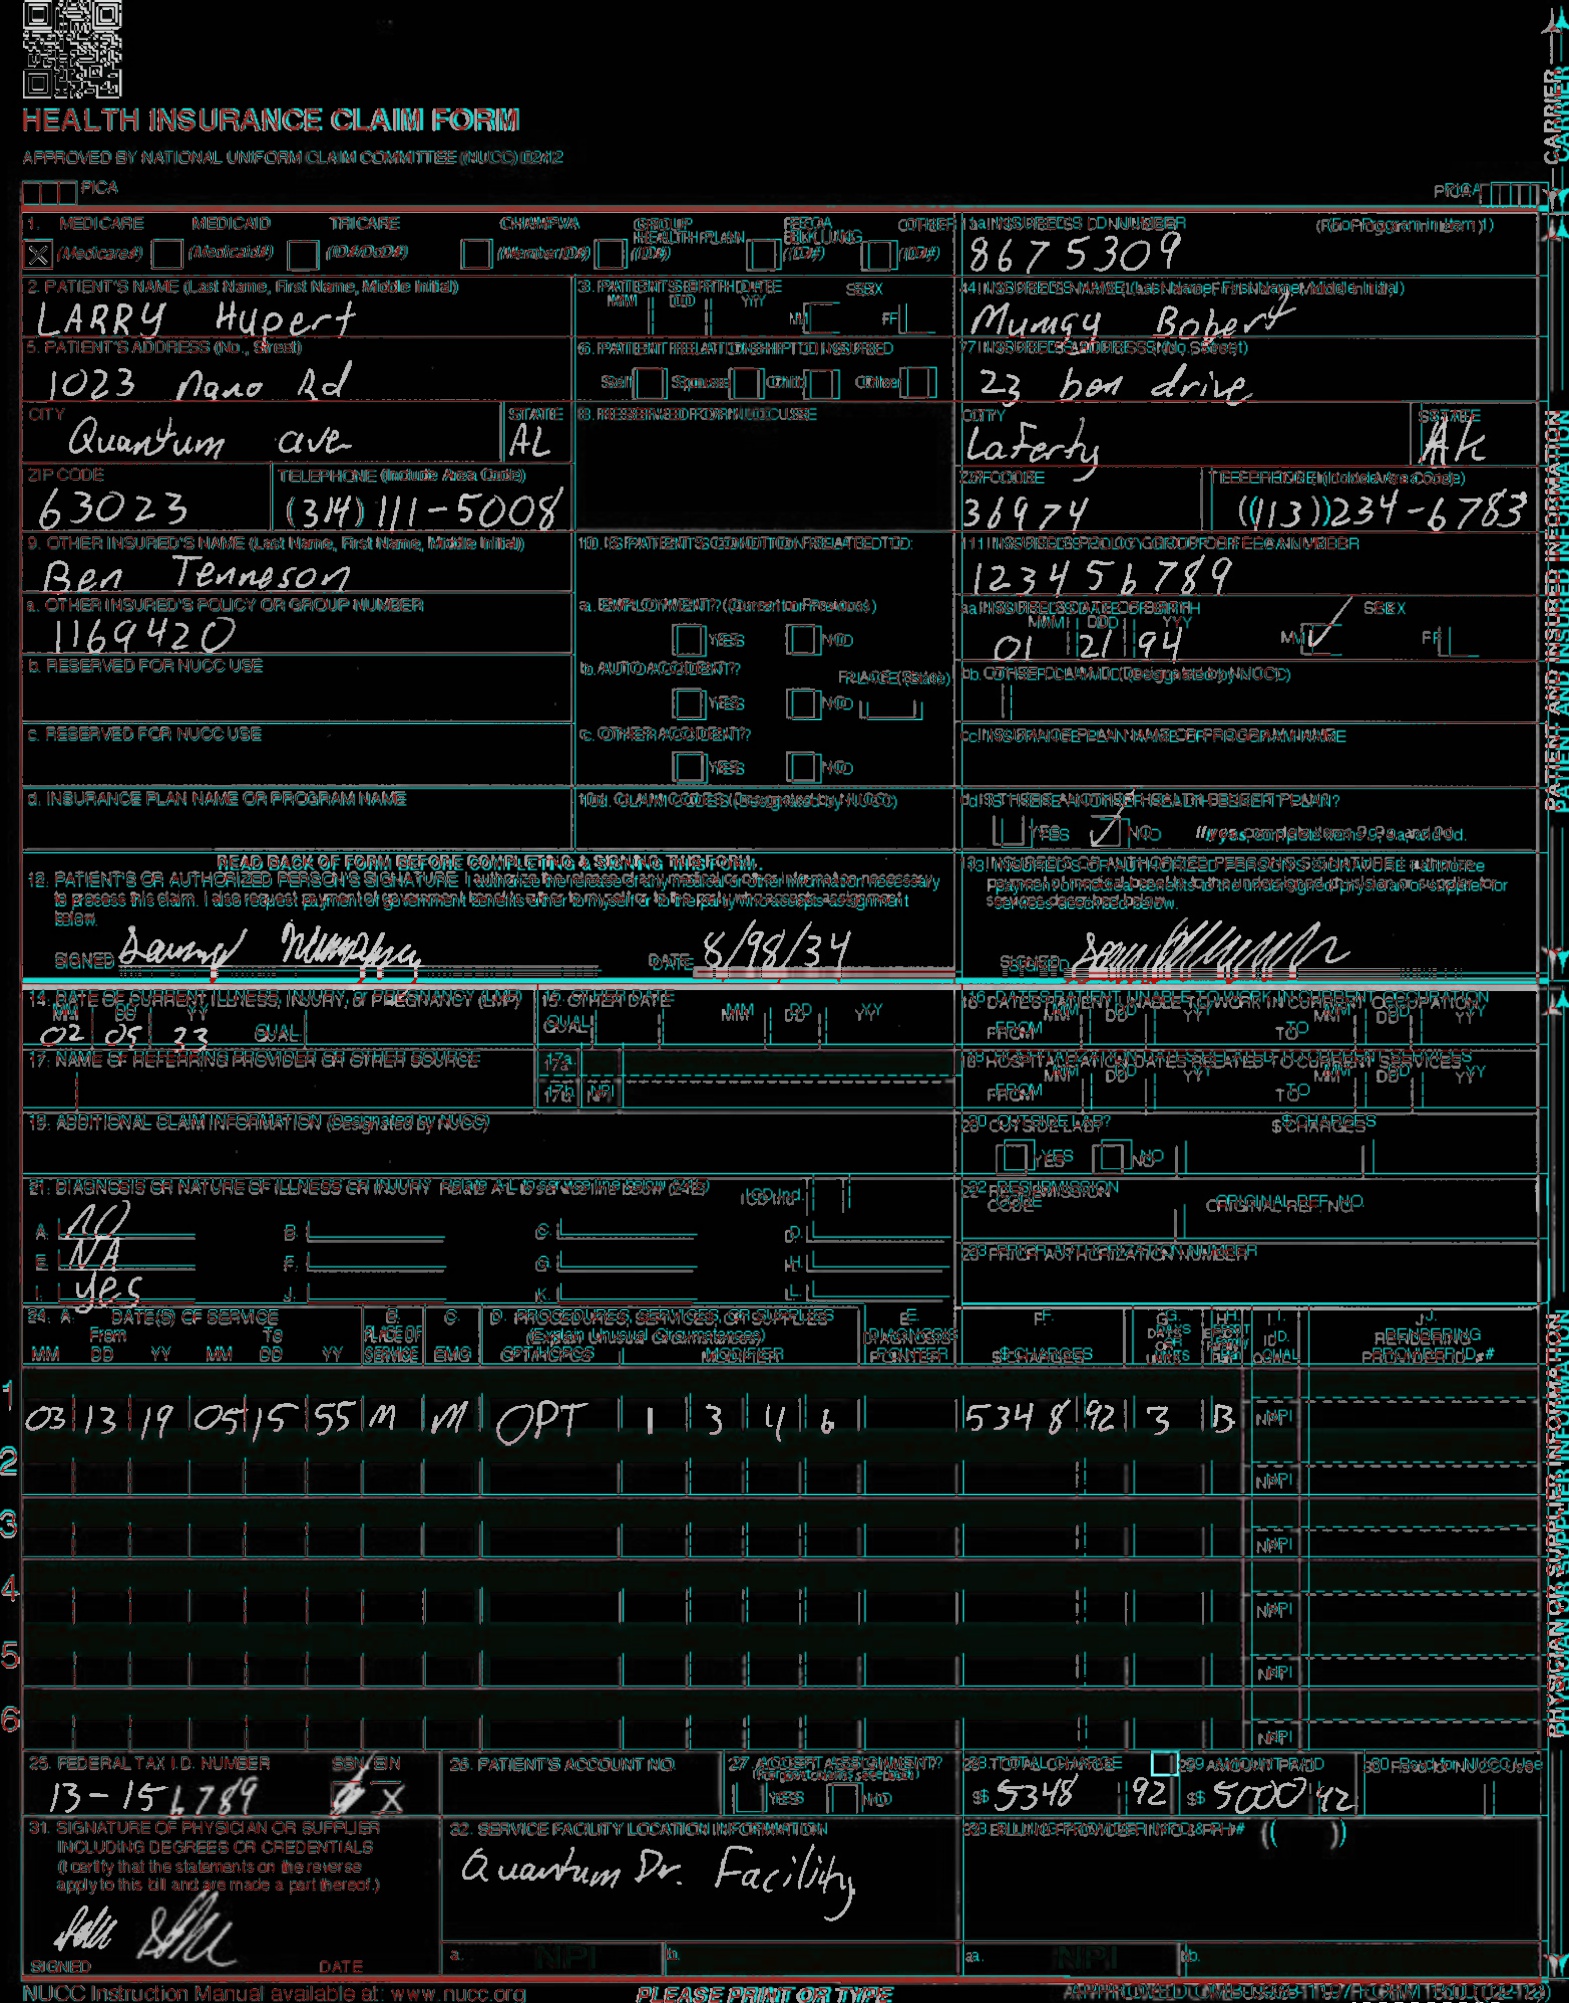 HEALTH INSURANCE CLAIM FORM
APPROVED BY NATIONAL UNIFORM CLAIM COMMITTEE (NUCC) 02/12
PICA PICA
CARRIER
1. MEDICARE MEDICAID TRICARE CHAMPVA GROUP HEALTH PLAN FECA BLK LUNG OTHER 1a. INSURED'S I.D. NUMBER (For Program in Item 1)
X (Medicare#) (Medicaid#) (ID#/DoD#) (Member ID#) (ID#) (ID#) (ID#) 8675309
2. PATIENT'S NAME (Last Name, First Name, Middle Initial) 3. PATIENT'S BIRTH DATE SEX 4. INSURED'S NAME (Last Name, First Name, Middle Initial)
MM DD YY M F
LARRY Hupert Mumgy Bobert
5. PATIENT'S ADDRESS (No., Street) 6. PATIENT RELATIONSHIP TO INSURED 7. INSURED'S ADDRESS (No., Street)
1023 nano Rd Self Spouse Child Other 23 ben drive
CITY STATE 8. RESERVED FOR NUCC USE CITY STATE
Quantum ave AL Laferty AK
ZIP CODE TELEPHONE (Include Area Code) ZIP CODE TELEPHONE (Include Area Code)
63023 (314) 111-5008 36974 (113) 234-6783
9. OTHER INSURED'S NAME (Last Name, First Name, Middle Initial) 10. IS PATIENT'S CONDITION RELATED TO: 11. INSURED'S POLICY GROUP OR FECA NUMBER
Ben Tenneson 123456789
a. OTHER INSURED'S POLICY OR GROUP NUMBER a. EMPLOYMENT? (Current or Previous) a. INSURED'S DATE OF BIRTH SEX
MM DD YY
1169420 YES NO 01 21 94 M F
b. RESERVED FOR NUCC USE b. AUTO ACCIDENT? PLACE (State) b. OTHER CLAIM ID (Designated by NUCC)
YES NO
c. RESERVED FOR NUCC USE c. OTHER ACCIDENT? c. INSURANCE PLAN NAME OR PROGRAM NAME
YES NO
d. INSURANCE PLAN NAME OR PROGRAM NAME 10d. CLAIM CODES (Designated by NUCC) d. IS THERE ANOTHER HEALTH BENEFIT PLAN?
YES NO If yes, complete items 9, 9a, and 9d.
PATIENT AND INSURED INFORMATION
READ BACK OF FORM BEFORE COMPLETING & SIGNING THIS FORM.
12. PATIENT'S OR AUTHORIZED PERSON'S SIGNATURE I authorize the release of any medical or other information necessary
to process this claim. I also request payment of government benefits either to myself or to the party who accepts assignment
below.
SIGNED DATE 8/98/34
13. INSURED'S OR AUTHORIZED PERSON'S SIGNATURE I authorize
payment of medical benefits to the undersigned physician or supplier for
services described below.
SIGNED
14. DATE OF CURRENT ILLNESS, INJURY, or PREGNANCY (LMP) 15. OTHER DATE 16. DATES PATIENT UNABLE TO WORK IN CURRENT OCCUPATION
MM DD YY MM DD YY MM DD YY MM DD YY
02 05 23 QUAL. QUAL. FROM TO
17. NAME OF REFERRING PROVIDER OR OTHER SOURCE 17a. 18. HOSPITALIZATION DATES RELATED TO CURRENT SERVICES
MM DD YY MM DD YY
17b. NPI FROM TO
19. ADDITIONAL CLAIM INFORMATION (Designated by NUCC) 20. OUTSIDE LAB? $ CHARGES
YES NO
21. DIAGNOSIS OR NATURE OF ILLNESS OR INJURY Relate A-L to service line below (24E) ICD Ind. 22. RESUBMISSION CODE ORIGINAL REF. NO.
A. NO B. C. D.
E. NA F. G. H. 23. PRIOR AUTHORIZATION NUMBER
I. yes J. K. L.
24. A. DATE(S) OF SERVICE B. C. D. PROCEDURES, SERVICES, OR SUPPLIES E. F. G. H. I. J.
From To PLACE OF (Explain Unusual Circumstances) DIAGNOSIS DAYS OR UNITS EPSDT Family Plan ID. RENDERING
MM DD YY MM DD YY SERVICE EMG CPT/HCPCS MODIFIER POINTER $ CHARGES QUAL. PROVIDER ID. #
1 03 13 19 05 15 55 M M OPT 1 3 4 6 5348 92 3 B NPI
2 NPI
3 NPI
4 NPI
5 NPI
6 NPI
PHYSICIAN OR SUPPLIER INFORMATION
25. FEDERAL TAX I.D. NUMBER SSN EIN 26. PATIENT'S ACCOUNT NO. 27. ACCEPT ASSIGNMENT? 28. TOTAL CHARGE 29. AMOUNT PAID 30. Rsvd for NUCC Use
(For govt. claims, see back)
13-156789 X YES NO $ 5348 92 $ 5000 42
31. SIGNATURE OF PHYSICIAN OR SUPPLIER
INCLUDING DEGREES OR CREDENTIALS
(I certify that the statements on the reverse
apply to this bill and are made a part thereof.)
SIGNED DATE
32. SERVICE FACILITY LOCATION INFORMATION
Quantum Dr. Facility
a. NPI b.
33. BILLING PROVIDER INFO & PH # ( )
a. NPI b.
NUCC Instruction Manual available at: www.nucc.org PLEASE PRINT OR TYPE APPROVED OMB-0938-1197 FORM 1500 (02-12)